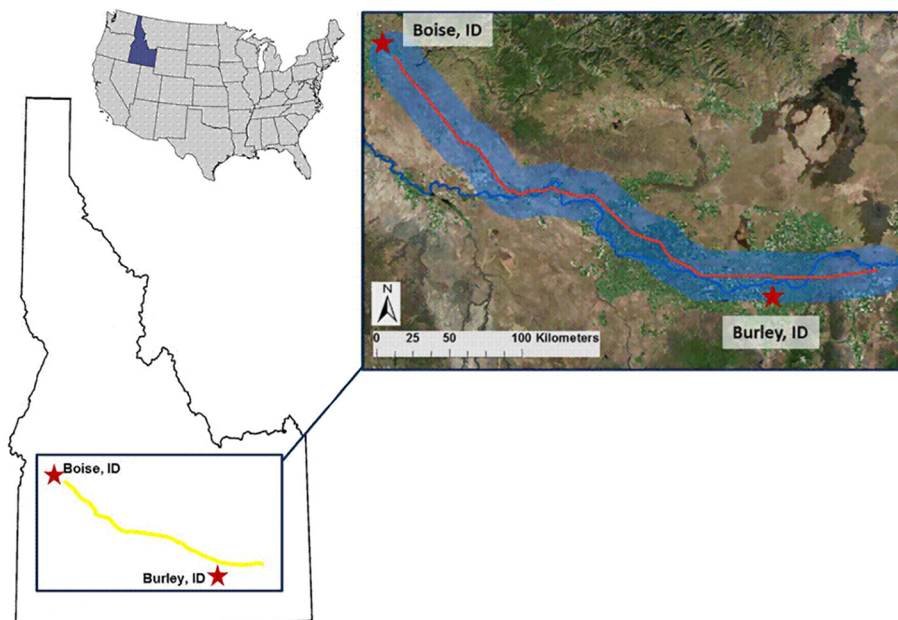 Boise, ID
N
0 25 50 100 Kilometers
Burley, ID
Boise, ID
Burley, ID